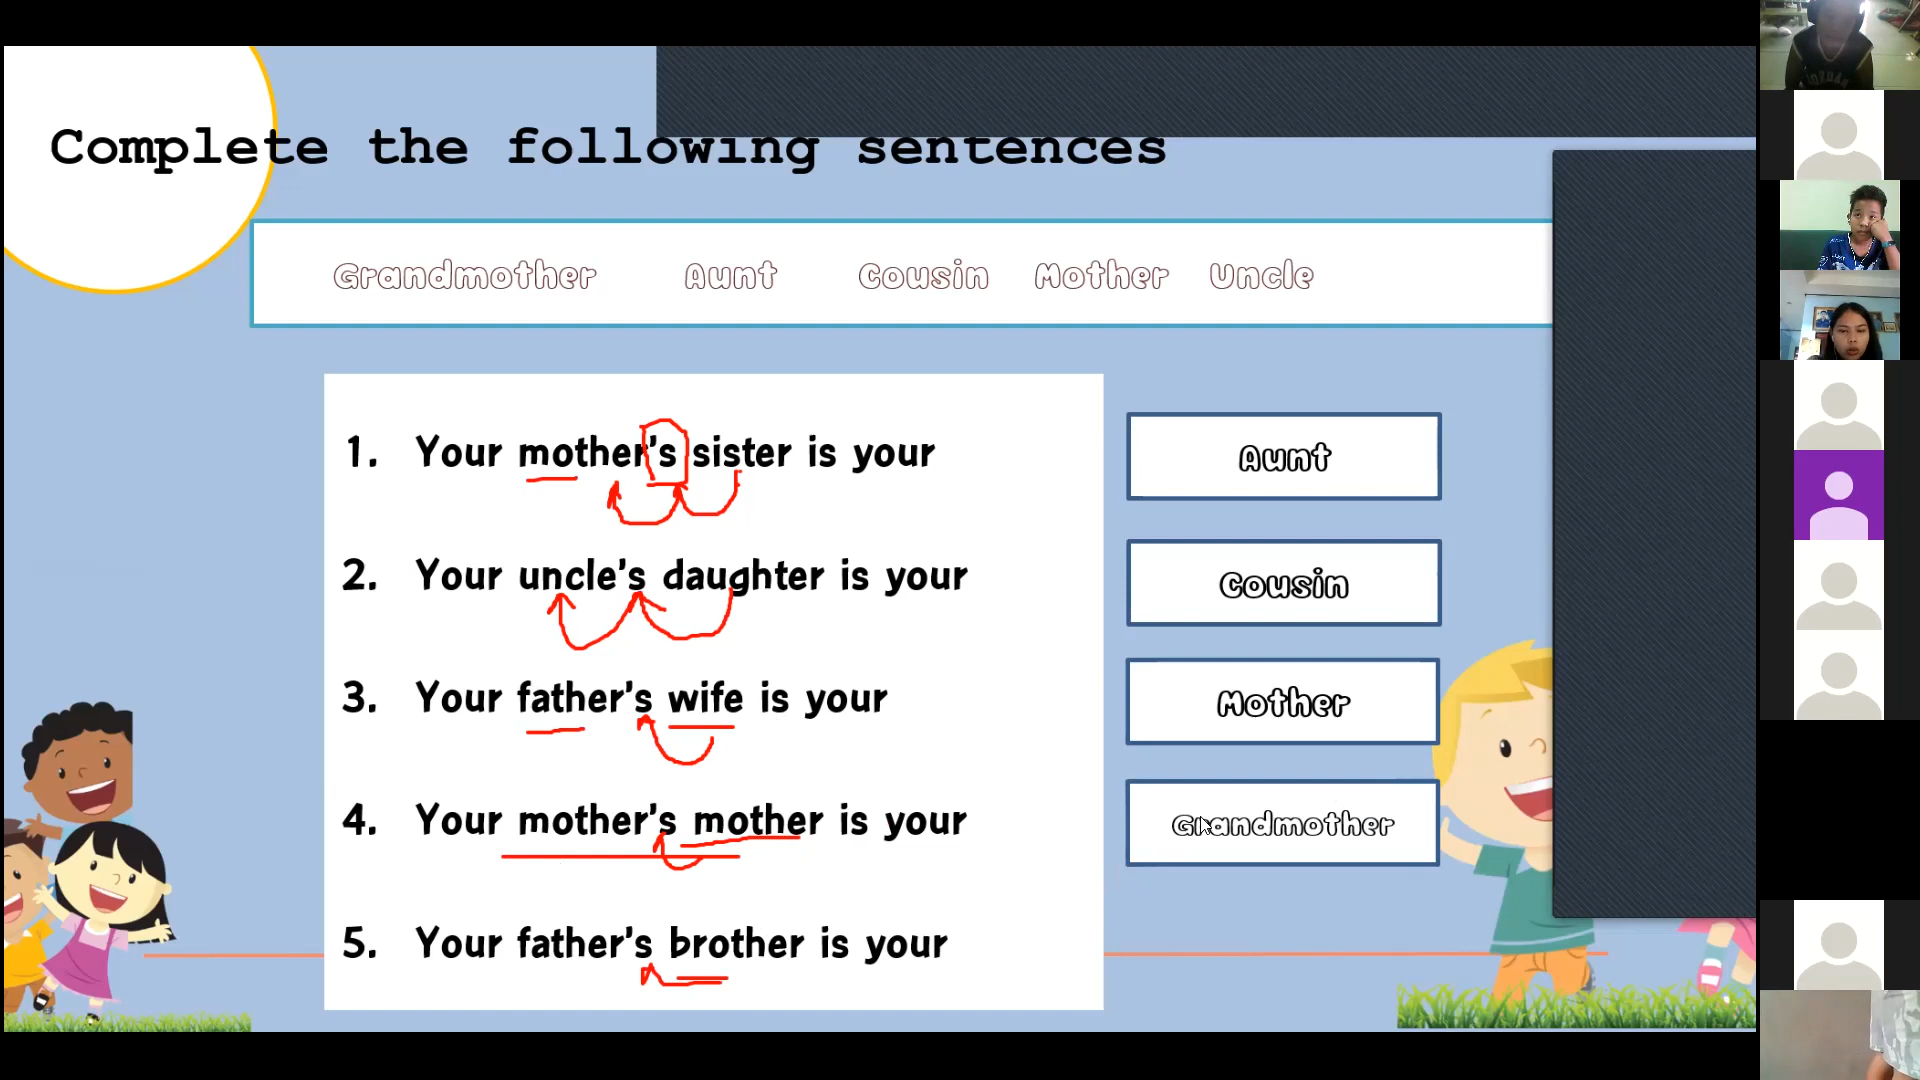 Complete the following sentences
Grandmother Aunt Cousin Mother Uncle
1. Your mother's sister is your
Aunt
2. Your uncle's daughter is your
Cousin
3. Your father's wife is your
Mother
4. Your mother's mother is your
Grandmother
5. Your father's brother is your
JORDAN